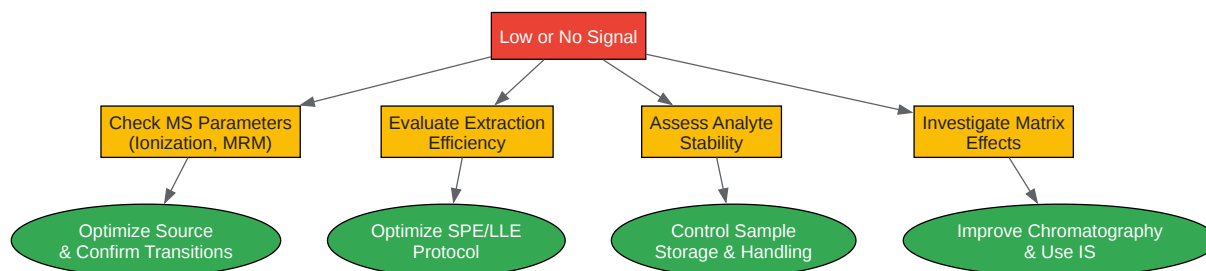 Low or No Signal
Check MS Parameters
(Ionization, MRM)
Evaluate Extraction
Efficiency
Assess Analyte
Stability
Investigate Matrix
Effects
Optimize Source
& Confirm Transitions
Optimize SPE/LLE
Protocol
Control Sample
Storage & Handling
Improve Chromatography
& Use IS